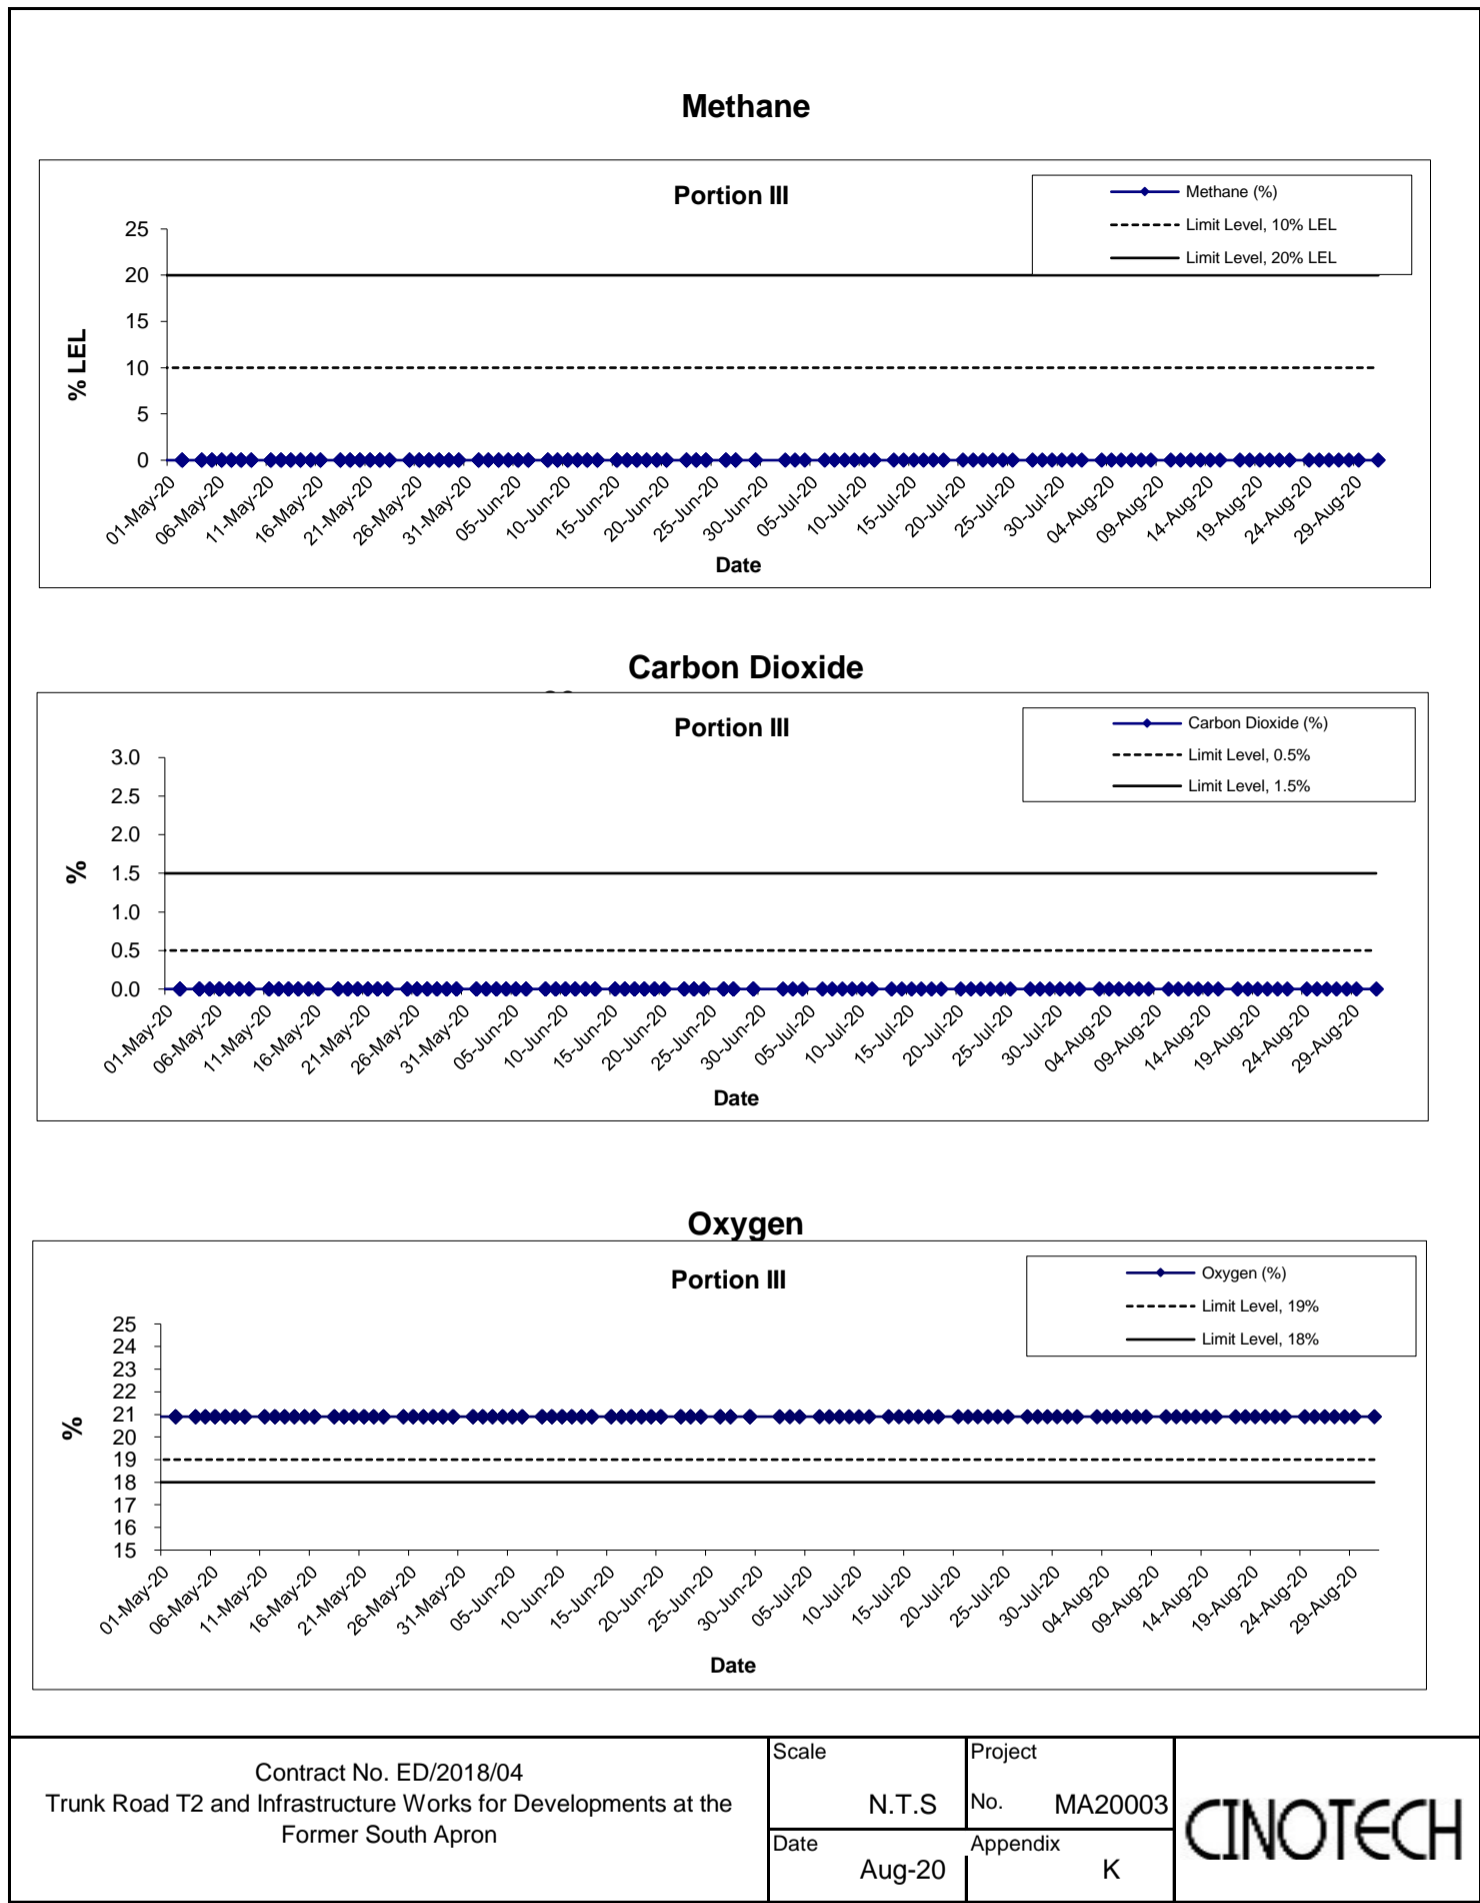 Methane
Portion III
Methane (%)
Limit Level, 10% LEL
Limit Level, 20% LEL
25
20
15
10
5
0
% LEL
01-May-20
06-May-20
11-May-20
16-May-20
21-May-20
26-May-20
31-May-20
05-Jun-20
10-Jun-20
15-Jun-20
20-Jun-20
25-Jun-20
30-Jun-20
05-Jul-20
10-Jul-20
15-Jul-20
20-Jul-20
25-Jul-20
30-Jul-20
04-Aug-20
09-Aug-20
14-Aug-20
19-Aug-20
24-Aug-20
29-Aug-20
Date
Carbon Dioxide
Portion III
Carbon Dioxide (%)
Limit Level, 0.5%
Limit Level, 1.5%
3.0
2.5
2.0
1.5
1.0
0.5
0.0
%
01-May-20
06-May-20
11-May-20
16-May-20
21-May-20
26-May-20
31-May-20
05-Jun-20
10-Jun-20
15-Jun-20
20-Jun-20
25-Jun-20
30-Jun-20
05-Jul-20
10-Jul-20
15-Jul-20
20-Jul-20
25-Jul-20
30-Jul-20
04-Aug-20
09-Aug-20
14-Aug-20
19-Aug-20
24-Aug-20
29-Aug-20
Date
Oxygen
Portion III
Oxygen (%)
Limit Level, 19%
Limit Level, 18%
25
24
23
22
21
20
19
18
17
16
15
%
01-May-20
06-May-20
11-May-20
16-May-20
21-May-20
26-May-20
31-May-20
05-Jun-20
10-Jun-20
15-Jun-20
20-Jun-20
25-Jun-20
30-Jun-20
05-Jul-20
10-Jul-20
15-Jul-20
20-Jul-20
25-Jul-20
30-Jul-20
04-Aug-20
09-Aug-20
14-Aug-20
19-Aug-20
24-Aug-20
29-Aug-20
Date
Contract No. ED/2018/04
Trunk Road T2 and Infrastructure Works for Developments at the
Former South Apron
Scale
N.T.S
Project
No. MA20003
Date
Aug-20
Appendix
K
CINOTECH